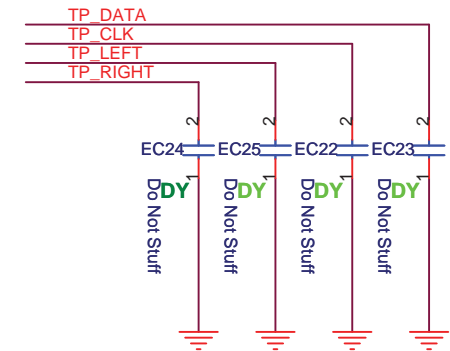 TP_DATA
TP_CLK
TP_LEFT
TP_RIGHT
2 2 2 2
EC24 EC25 EC22 EC23
1 1 1 1
DY DY DY DY
Do Not Stuff Do Not Stuff Do Not Stuff Do Not Stuff